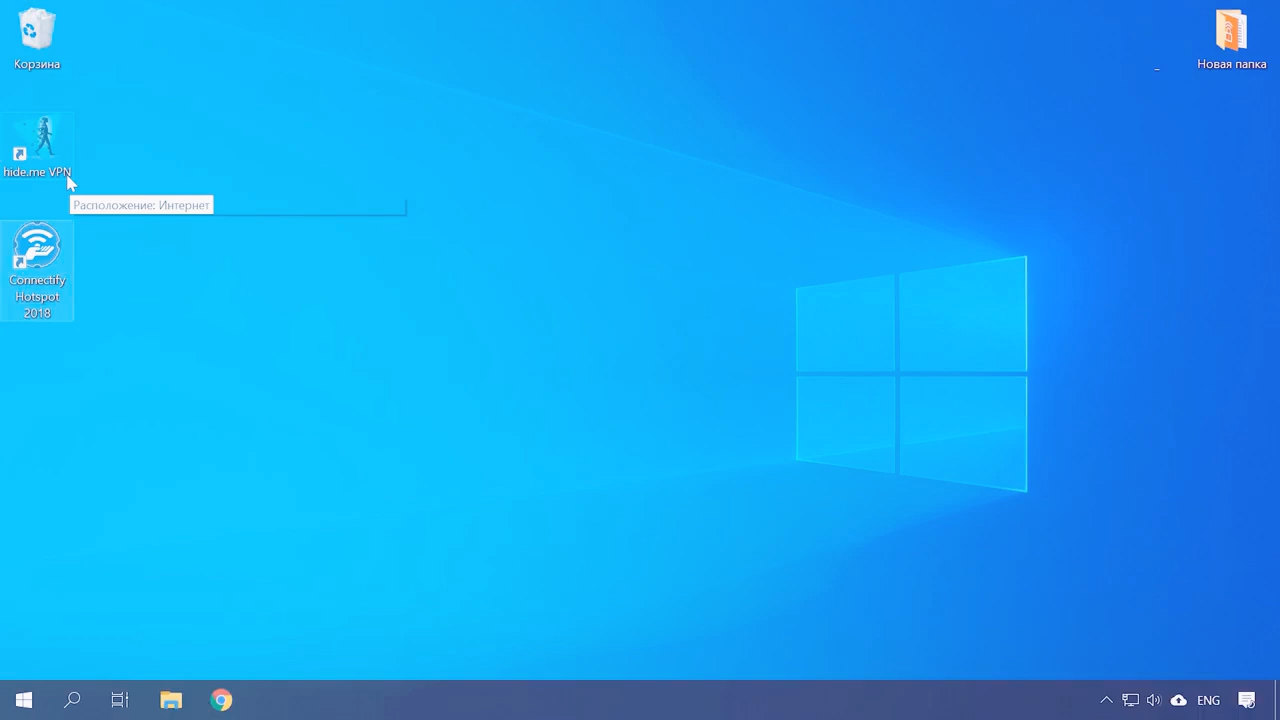 Корзина
Новая папка
hide.me VPN
Расположение: Интернет
Connectify
Hotspot
2018
ENG